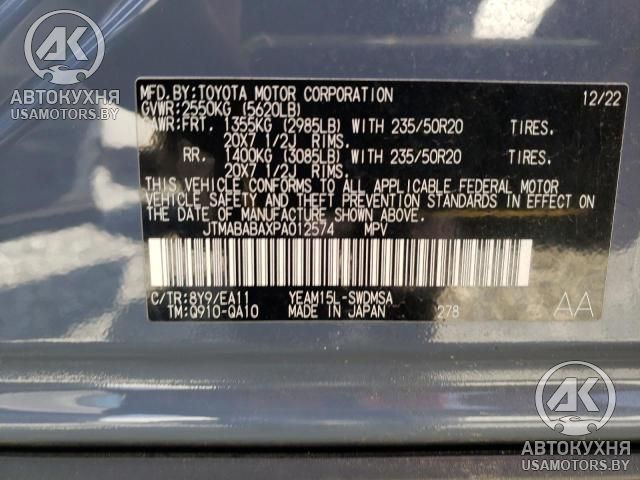 AK
АВТОКУХНЯ
USAMOTORS.BY
MFD.BY:TOYOTA MOTOR CORPORATION 12/22
GVWR:2550KG (5620LB)
GAWR:FRT. 1355KG (2985LB) WITH 235/50R20 TIRES.
20X7 1/2J RIMS.
RR. 1400KG (3085LB) WITH 235/50R20 TIRES.
20X7 1/2J RIMS.
THIS VEHICLE CONFORMS TO ALL APPLICABLE FEDERAL MOTOR
VEHICLE SAFETY AND THEFT PREVENTION STANDARDS IN EFFECT
ON THE DATE OF MANUFACTURE SHOWN ABOVE.
JTMABABAXPA012574 MPV
C/TR:8Y9/EA11 YEAM15L-SWDMSA
TM:Q910-QA10 MADE IN JAPAN 278 AA
AK
АВТОКУХНЯ
USAMOTORS.BY